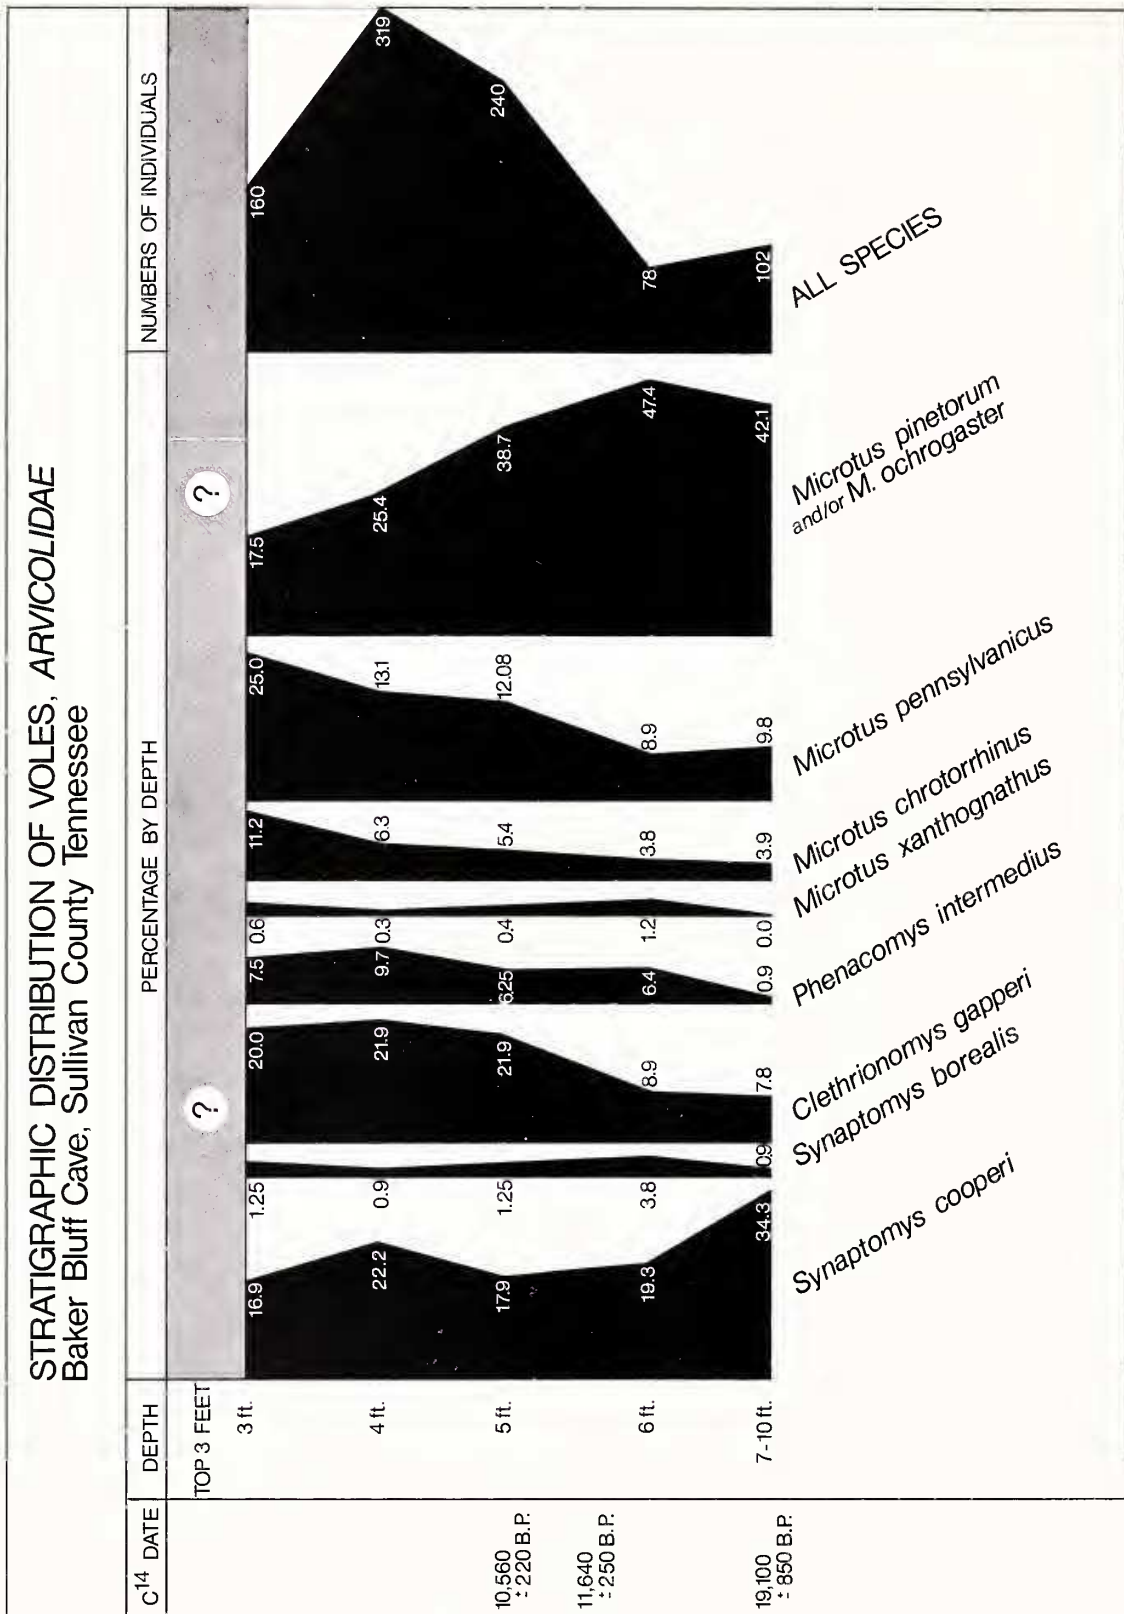 STRATIGRAPHIC DISTRIBUTION OF VOLES, ARVICOLIDAE
Baker Bluff Cave, Sullivan County Tennessee
C14 DATE DEPTH PERCENTAGE BY DEPTH NUMBERS OF INDIVIDUALS
TOP 3 FEET ? ?
3 ft. 16.9 1.25 20.0 7.5 0.6 11.2 25.0 17.5 160
4 ft. 22.2 0.9 21.9 9.7 0.3 6.3 13.1 25.4 319
10,560 ± 220 B.P. 5 ft. 17.9 1.25 21.9 6.25 0.4 5.4 12.08 38.7 240
11,640 ± 250 B.P.
6 ft. 19.3 3.8 8.9 6.4 1.2 3.8 8.9 47.4 78
19,100 ± 850 B.P. 7-10 ft. 34.3 0.9 7.8 0.9 0.0 3.9 9.8 42.1 102
Synaptomys cooperi
Synaptomys borealis
Clethrionomys gapperi
Phenacomys intermedius
Microtus xanthognathus
Microtus chrotorrhinus
Microtus pennsylvanicus
Microtus pinetorum
and/or M. ochrogaster
ALL SPECIES